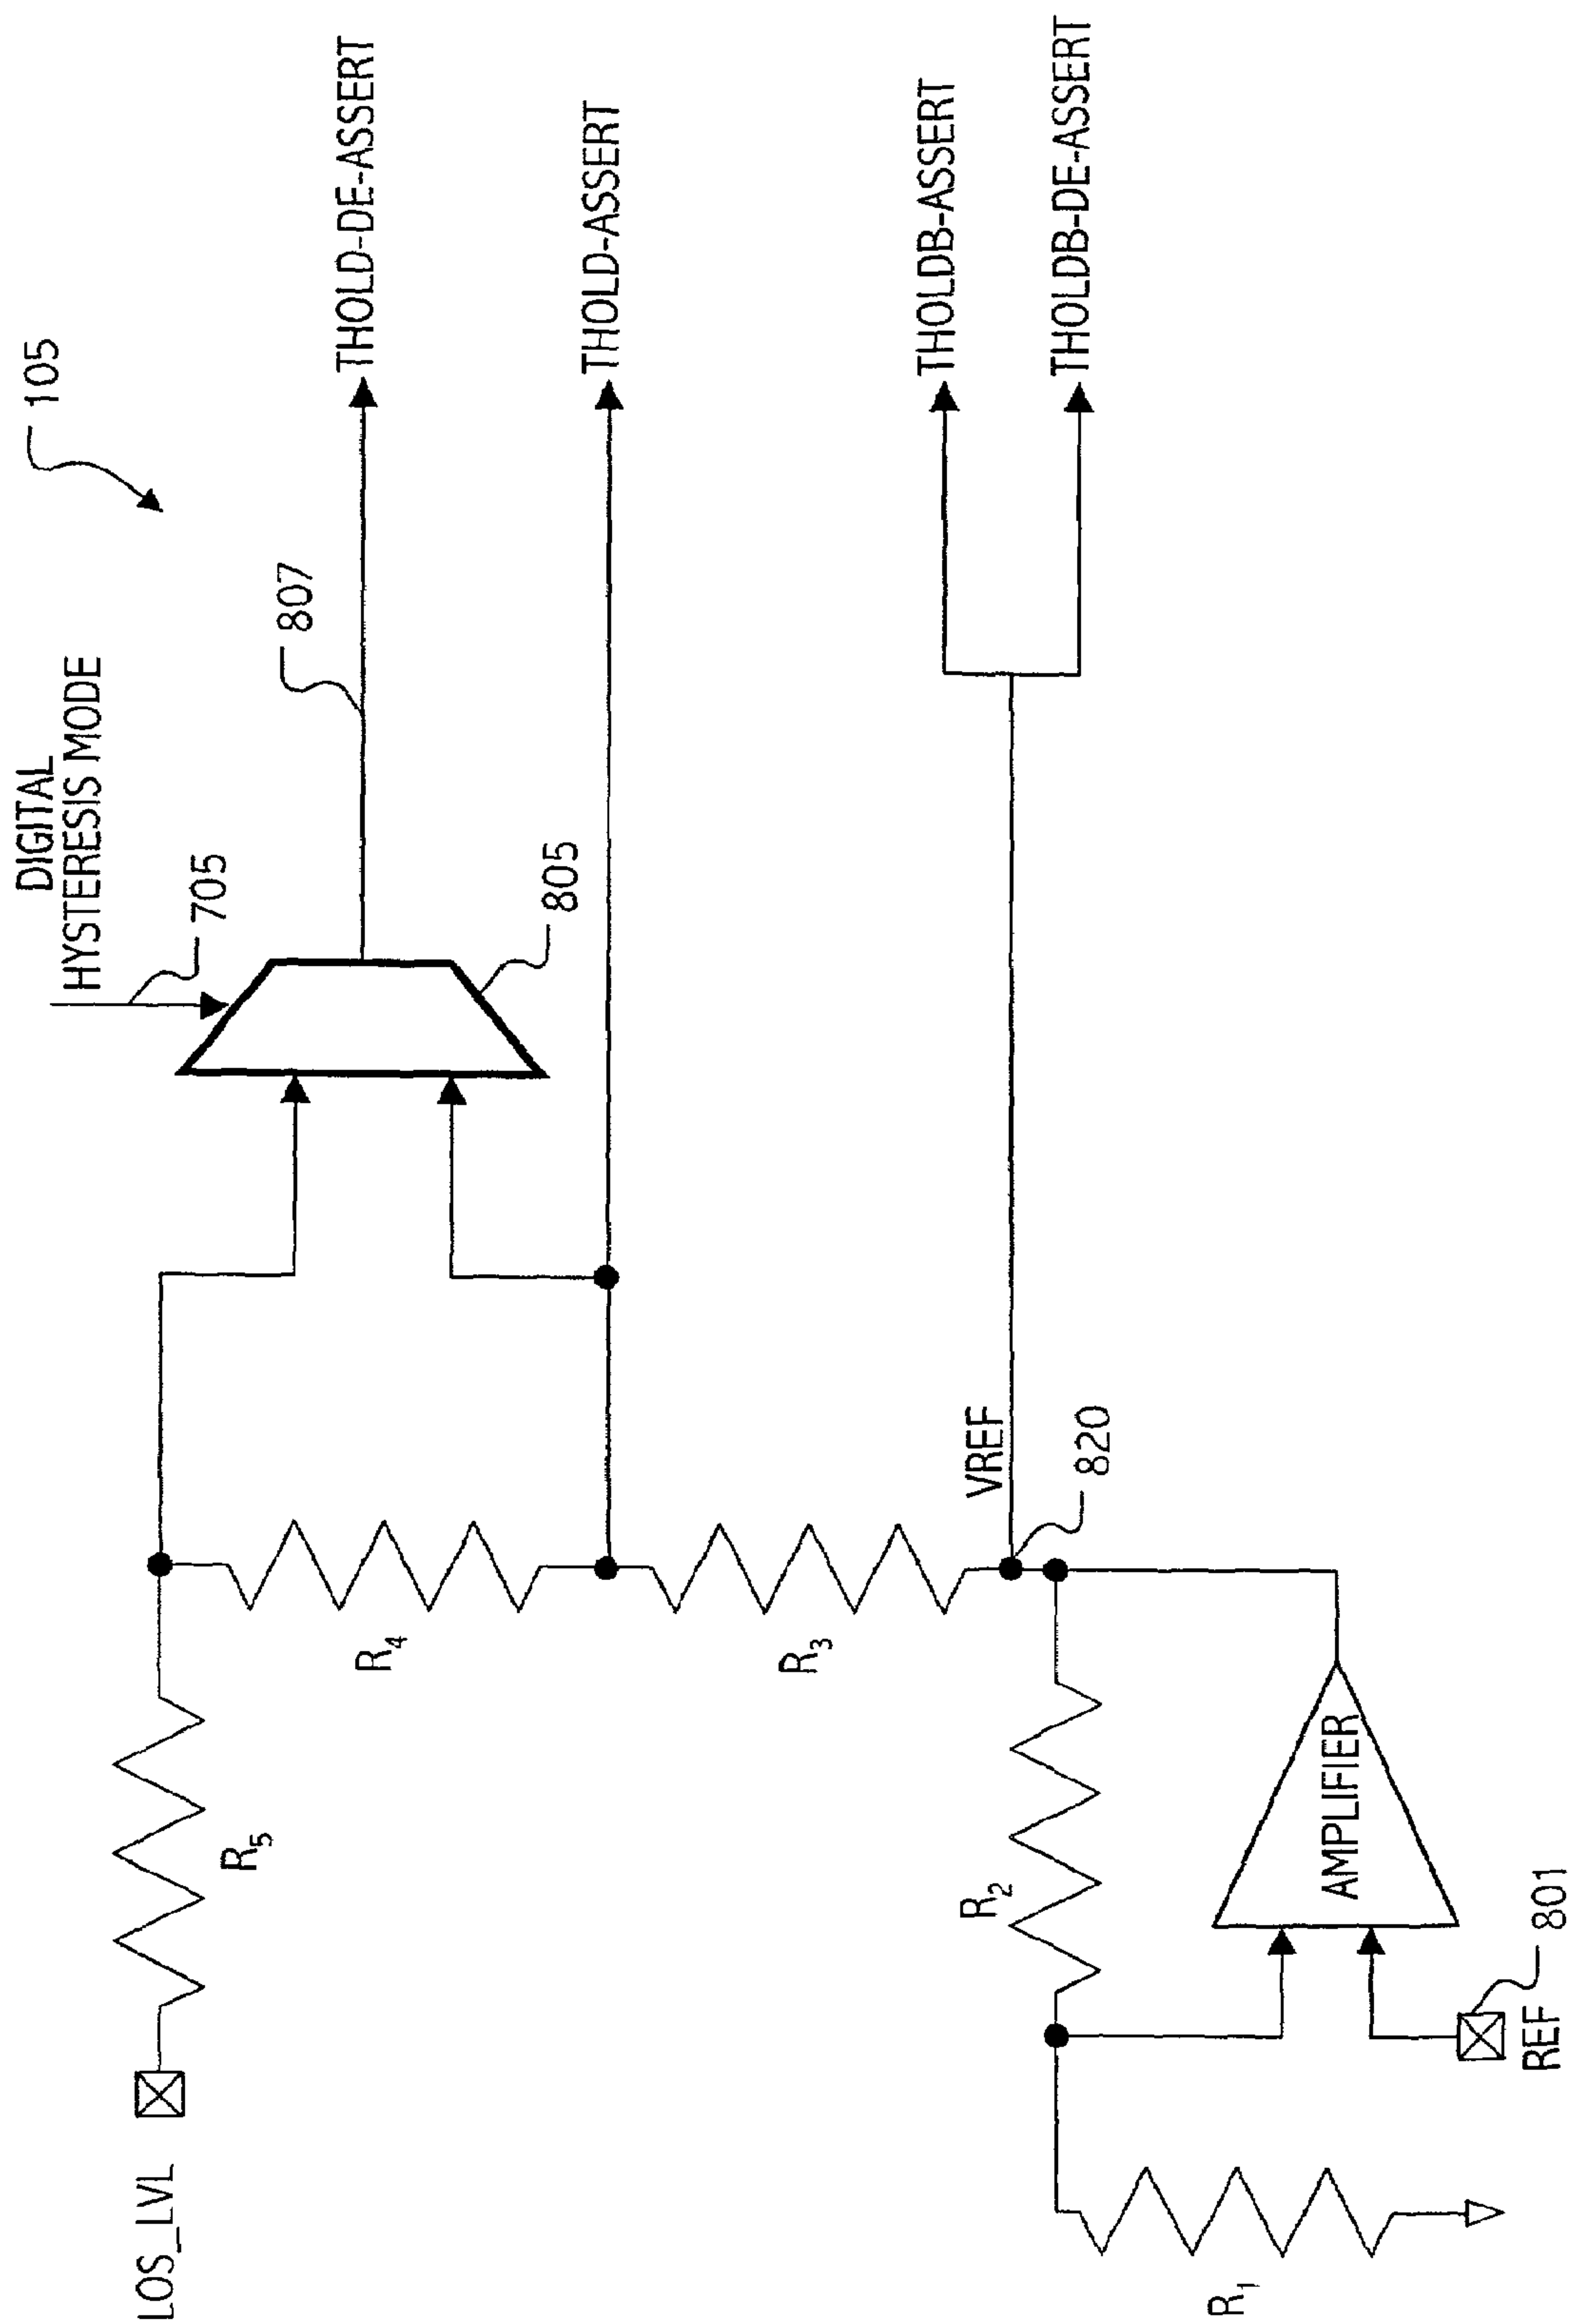 105
DIGITAL
HYSTERESIS MODE
705
807
THOLD-DE-ASSERT
805
THOLD-ASSERT
LOS_LVL
R5
R4
R3
VREF
820
THOLDB-ASSERT
THOLDB-DE-ASSERT
R2
AMPLIFIER
R1
801
REF